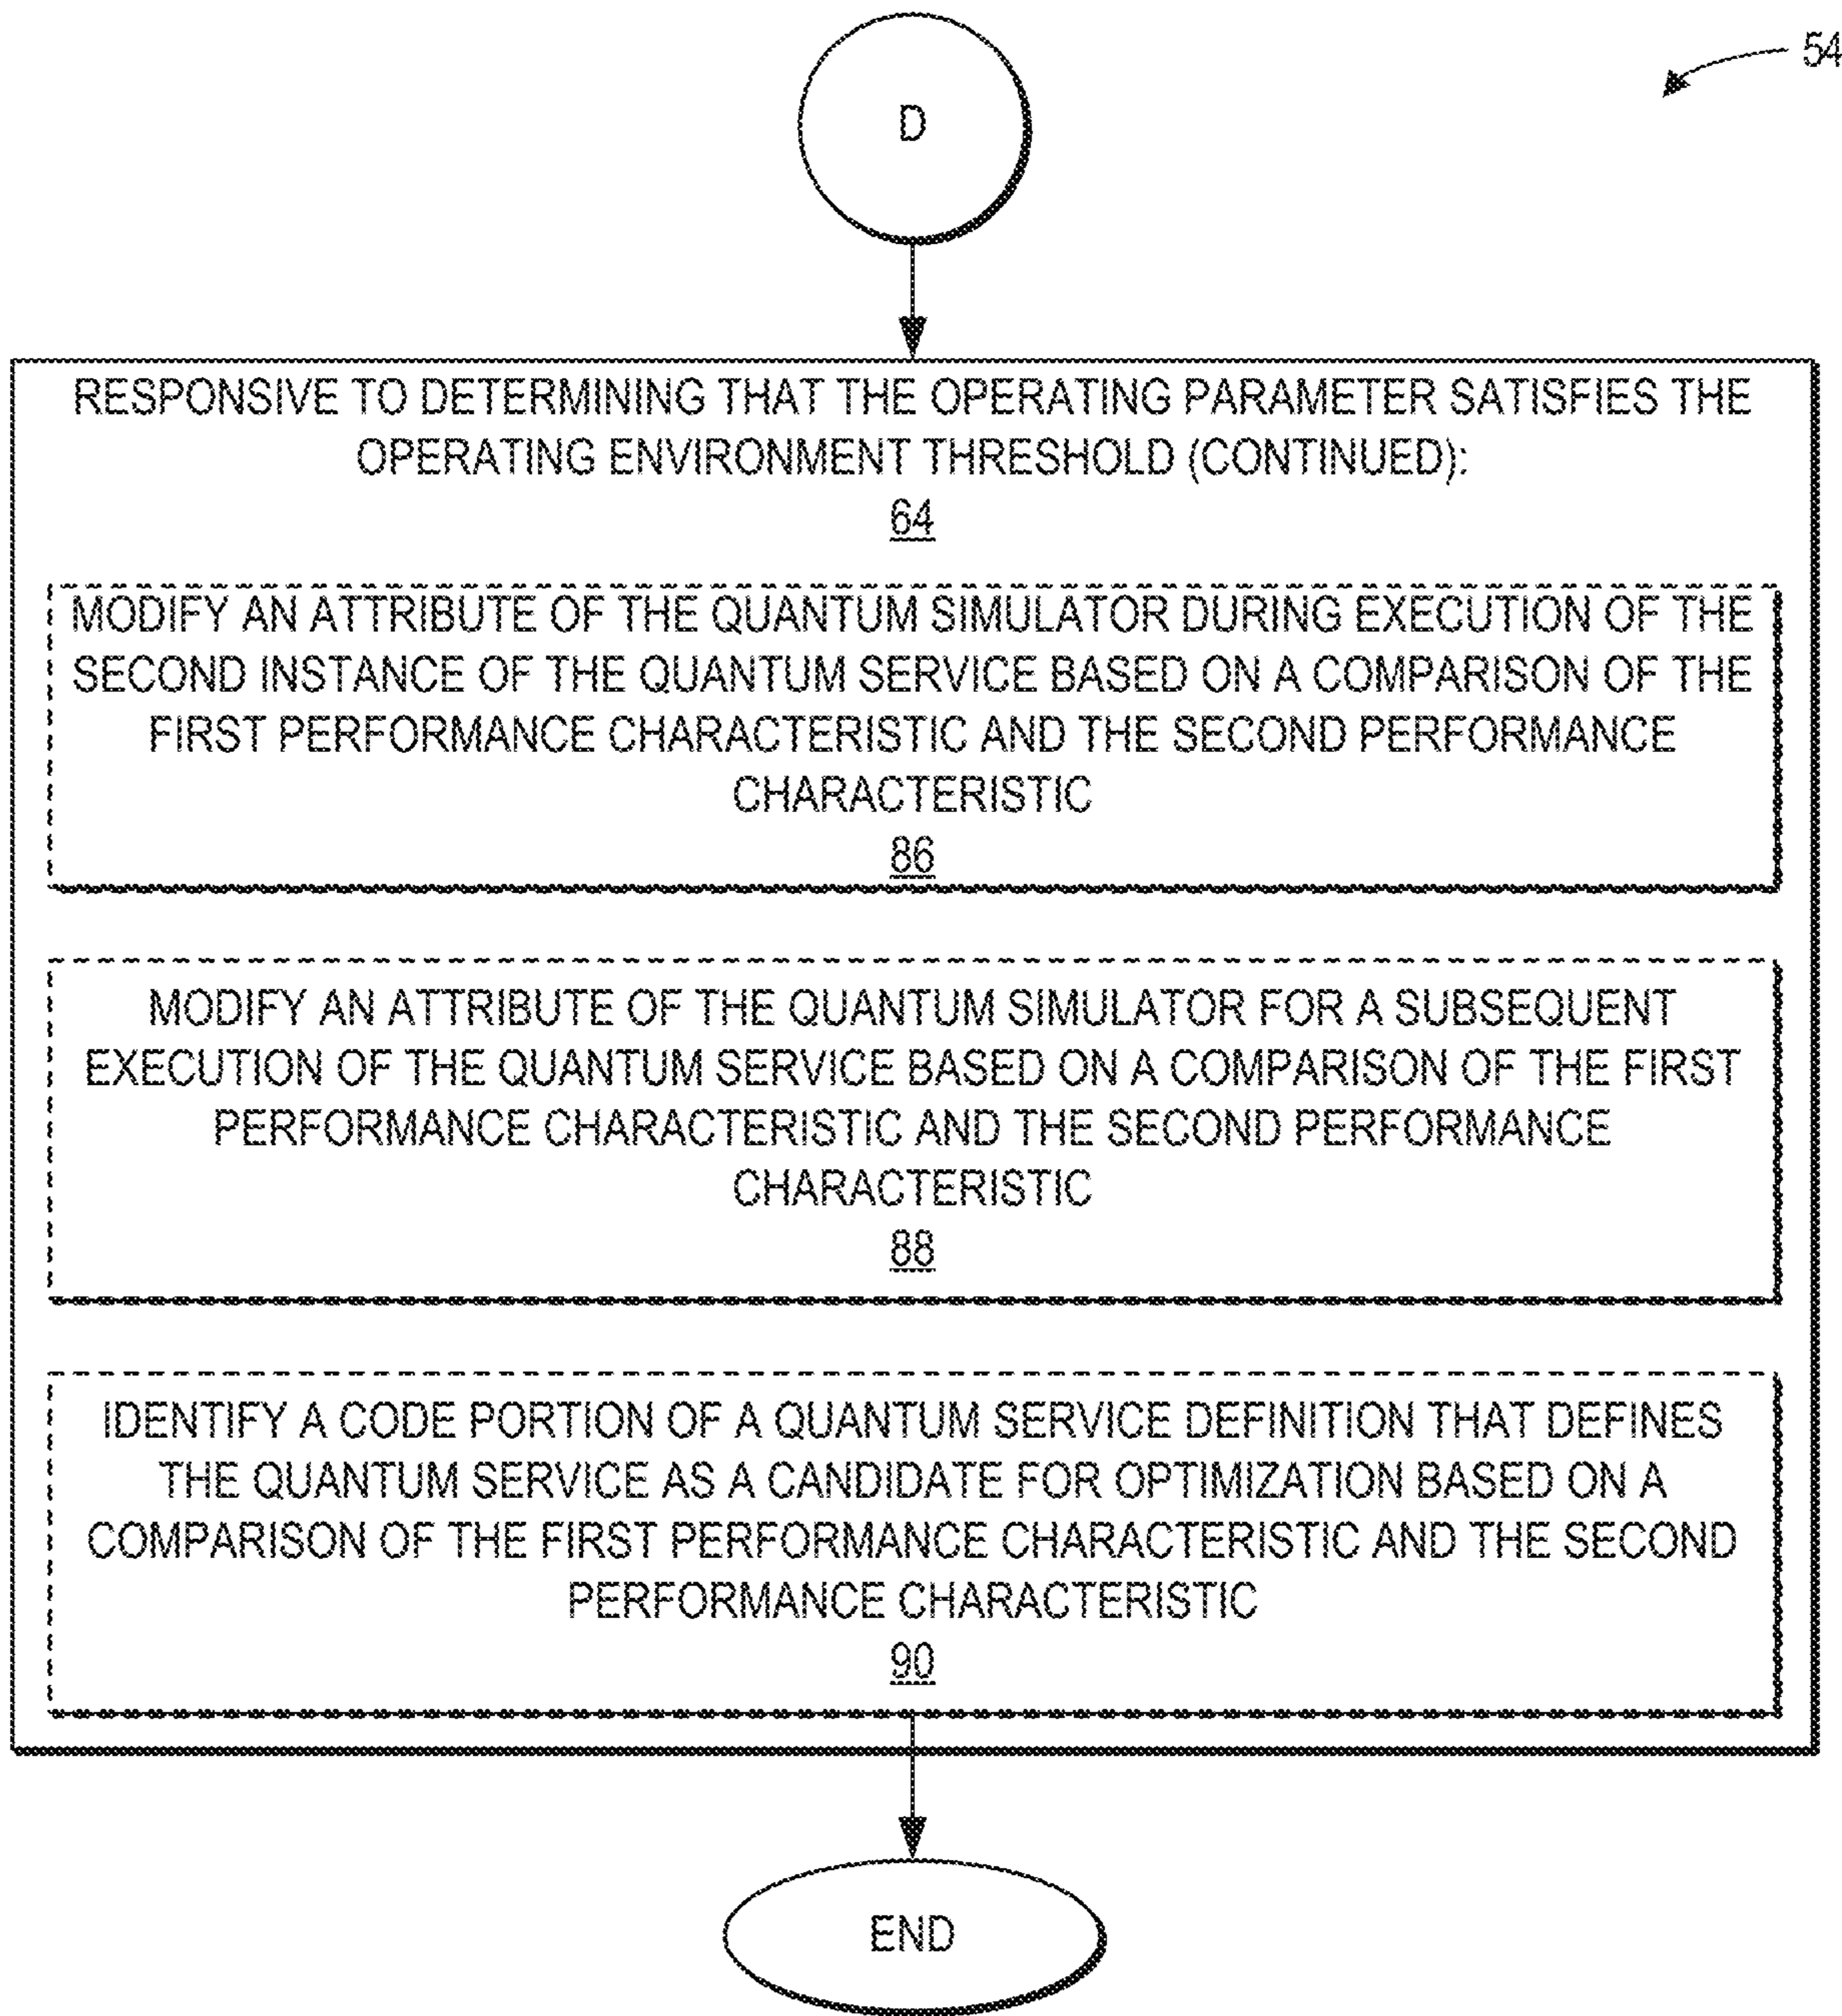 54
D
RESPONSIVE TO DETERMINING THAT THE OPERATING PARAMETER SATISFIES THE
OPERATING ENVIRONMENT THRESHOLD (CONTINUED):
64
MODIFY AN ATTRIBUTE OF THE QUANTUM SIMULATOR DURING EXECUTION OF THE
SECOND INSTANCE OF THE QUANTUM SERVICE BASED ON A COMPARISON OF THE
FIRST PERFORMANCE CHARACTERISTIC AND THE SECOND PERFORMANCE
CHARACTERISTIC
86
MODIFY AN ATTRIBUTE OF THE QUANTUM SIMULATOR FOR A SUBSEQUENT
EXECUTION OF THE QUANTUM SERVICE BASED ON A COMPARISON OF THE FIRST
PERFORMANCE CHARACTERISTIC AND THE SECOND PERFORMANCE
CHARACTERISTIC
88
IDENTIFY A CODE PORTION OF A QUANTUM SERVICE DEFINITION THAT DEFINES
THE QUANTUM SERVICE AS A CANDIDATE FOR OPTIMIZATION BASED ON A
COMPARISON OF THE FIRST PERFORMANCE CHARACTERISTIC AND THE SECOND
PERFORMANCE CHARACTERISTIC
90
END